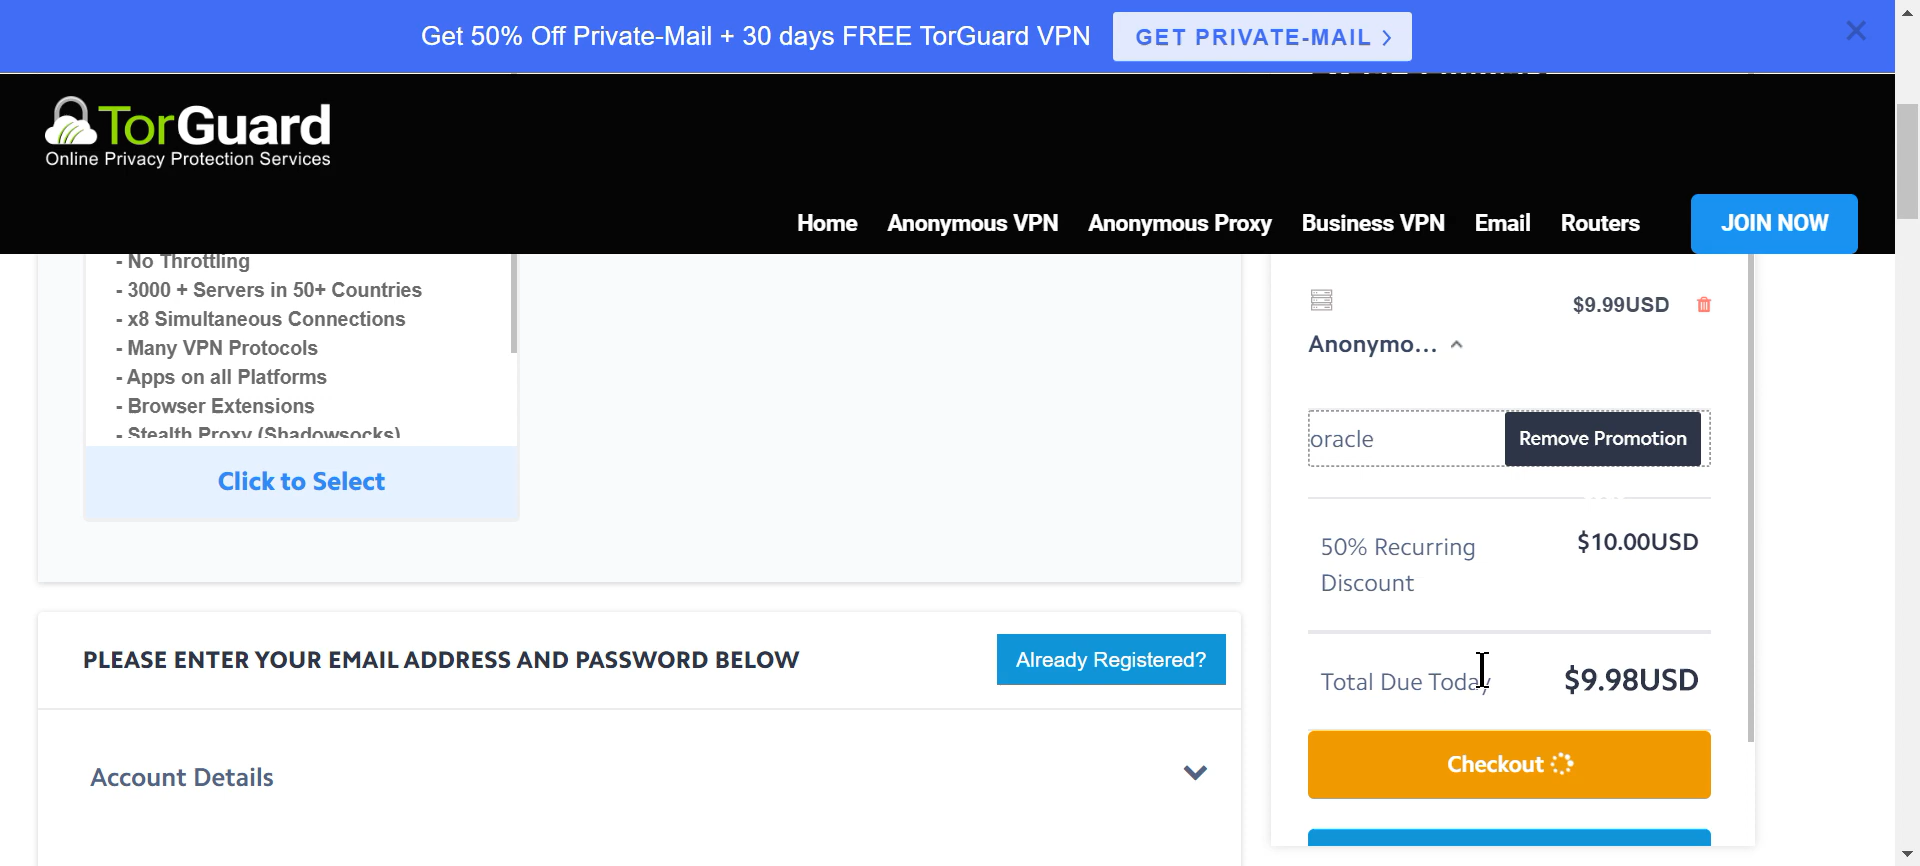 Get 50% Off Private-Mail + 30 days FREE TorGuard VPN
GET PRIVATE-MAIL >
TorGuard
Online Privacy Protection Services
Home
Anonymous VPN
Anonymous Proxy
Business VPN
Email
Routers
JOIN NOW
- No Throttling
- 3000 + Servers in 50+ Countries
- x8 Simultaneous Connections
- Many VPN Protocols
- Apps on all Platforms
- Browser Extensions
- Stealth Proxy (Shadowsocks)
Click to Select
PLEASE ENTER YOUR EMAIL ADDRESS AND PASSWORD BELOW
Already Registered?
Account Details
$9.99USD
Anonymo...
oracle
Remove Promotion
50% Recurring
Discount
$10.00USD
Total Due Today
$9.98USD
Checkout